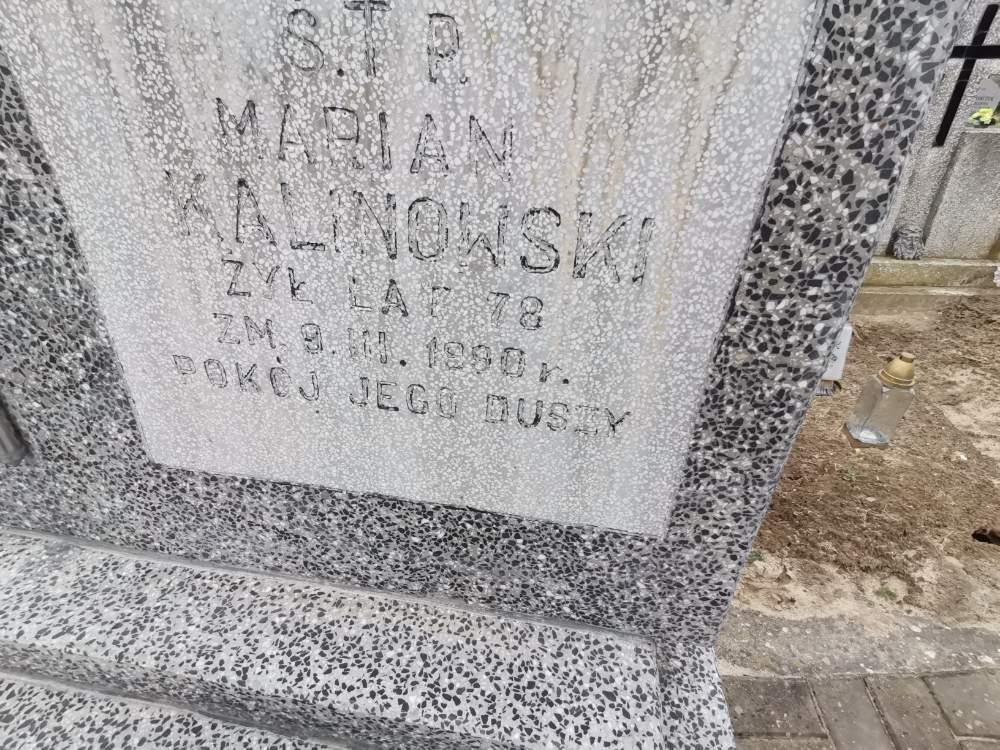 Ś.T P.
MARIAN
KALINOWSKI
ŻYŁ LAT 78
ZM. 9. III. 1990 r.
POKÓJ JEGO DUSZY